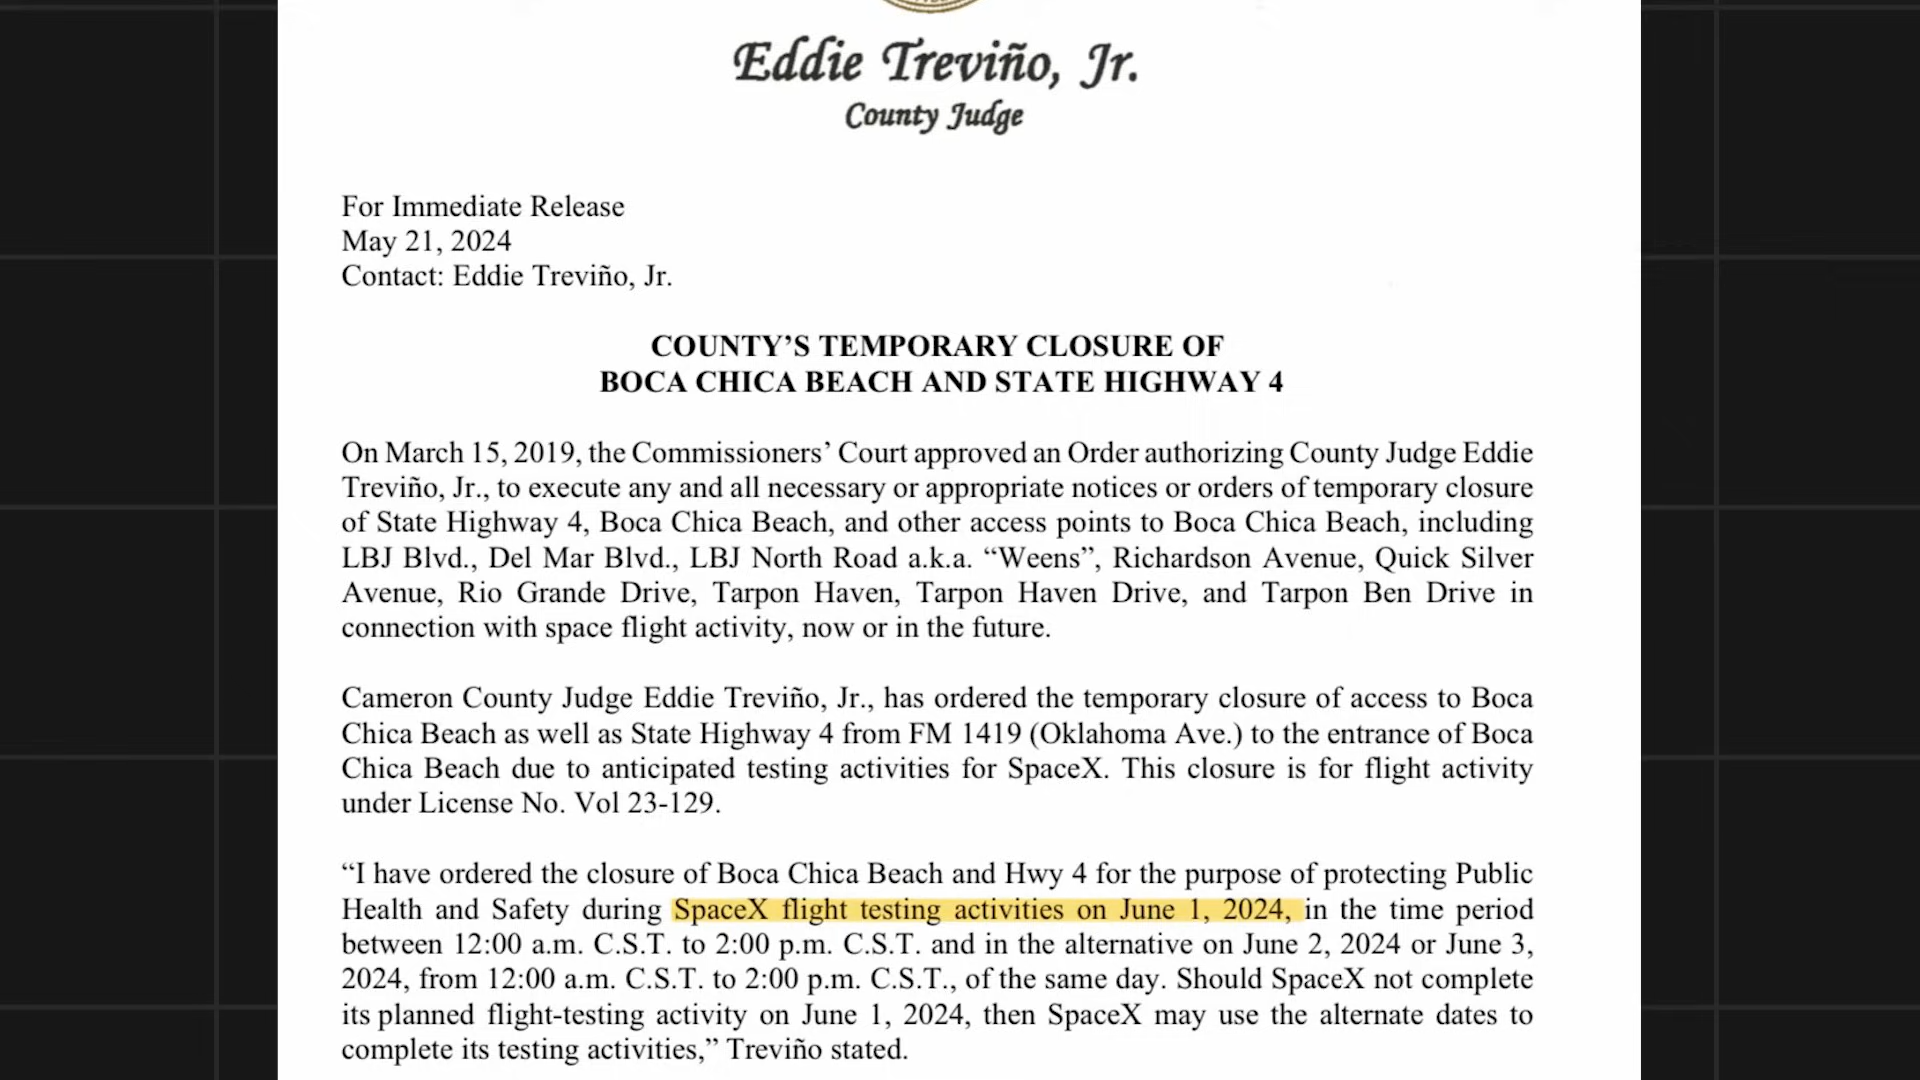 Eddie Treviño, Jr.
County Judge
For Immediate Release
May 21, 2024
Contact: Eddie Treviño, Jr.
COUNTY’S TEMPORARY CLOSURE OF
BOCA CHICA BEACH AND STATE HIGHWAY 4
On March 15, 2019, the Commissioners’ Court approved an Order authorizing County Judge Eddie
Treviño, Jr., to execute any and all necessary or appropriate notices or orders of temporary closure
of State Highway 4, Boca Chica Beach, and other access points to Boca Chica Beach, including
LBJ Blvd., Del Mar Blvd., LBJ North Road a.k.a. “Weens”, Richardson Avenue, Quick Silver
Avenue, Rio Grande Drive, Tarpon Haven, Tarpon Haven Drive, and Tarpon Ben Drive in
connection with space flight activity, now or in the future.
Cameron County Judge Eddie Treviño, Jr., has ordered the temporary closure of access to Boca
Chica Beach as well as State Highway 4 from FM 1419 (Oklahoma Ave.) to the entrance of Boca
Chica Beach due to anticipated testing activities for SpaceX. This closure is for flight activity
under License No. Vol 23-129.
“I have ordered the closure of Boca Chica Beach and Hwy 4 for the purpose of protecting Public
Health and Safety during SpaceX flight testing activities on June 1, 2024, in the time period
between 12:00 a.m. C.S.T. to 2:00 p.m. C.S.T. and in the alternative on June 2, 2024 or June 3,
2024, from 12:00 a.m. C.S.T. to 2:00 p.m. C.S.T., of the same day. Should SpaceX not complete
its planned flight-testing activity on June 1, 2024, then SpaceX may use the alternate dates to
complete its testing activities,” Treviño stated.